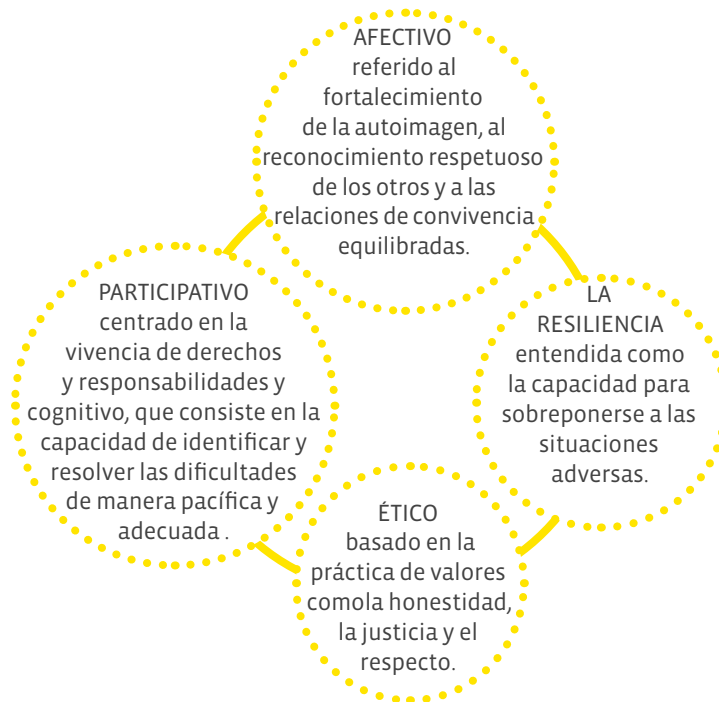 AFECTIVO
referido al
fortalecimiento
de la autoimagen, al
reconocimiento respetuoso
de los otros y a las
relaciones de convivencia
equilibradas.
PARTICIPATIVO
centrado en la
vivencia de derechos
y responsabilidades y
cognitivo, que consiste en la
capacidad de identificar y
resolver las dificultades
de manera pacífica y
adecuada .
LA
RESILIENCIA
entendida como
la capacidad para
sobreponerse a las
situaciones
adversas.
ÉTICO
basado en la
práctica de valores
comola honestidad,
la justicia y el
respecto.